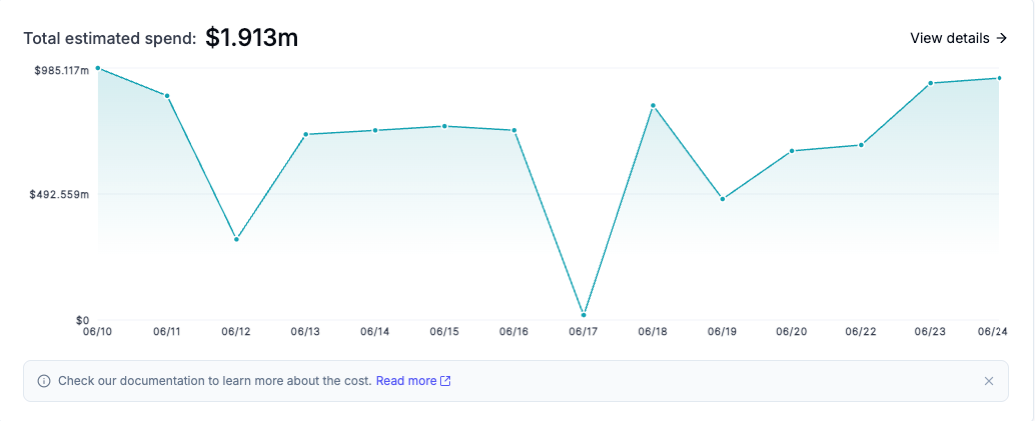 Total estimated spend: $1.913m
View details →
$985.117m
$492.559m
$0
06/10 06/11 06/12 06/13 06/14 06/15 06/16 06/17 06/18 06/19 06/20 06/22 06/23 06/24
Check our documentation to learn more about the cost. Read more